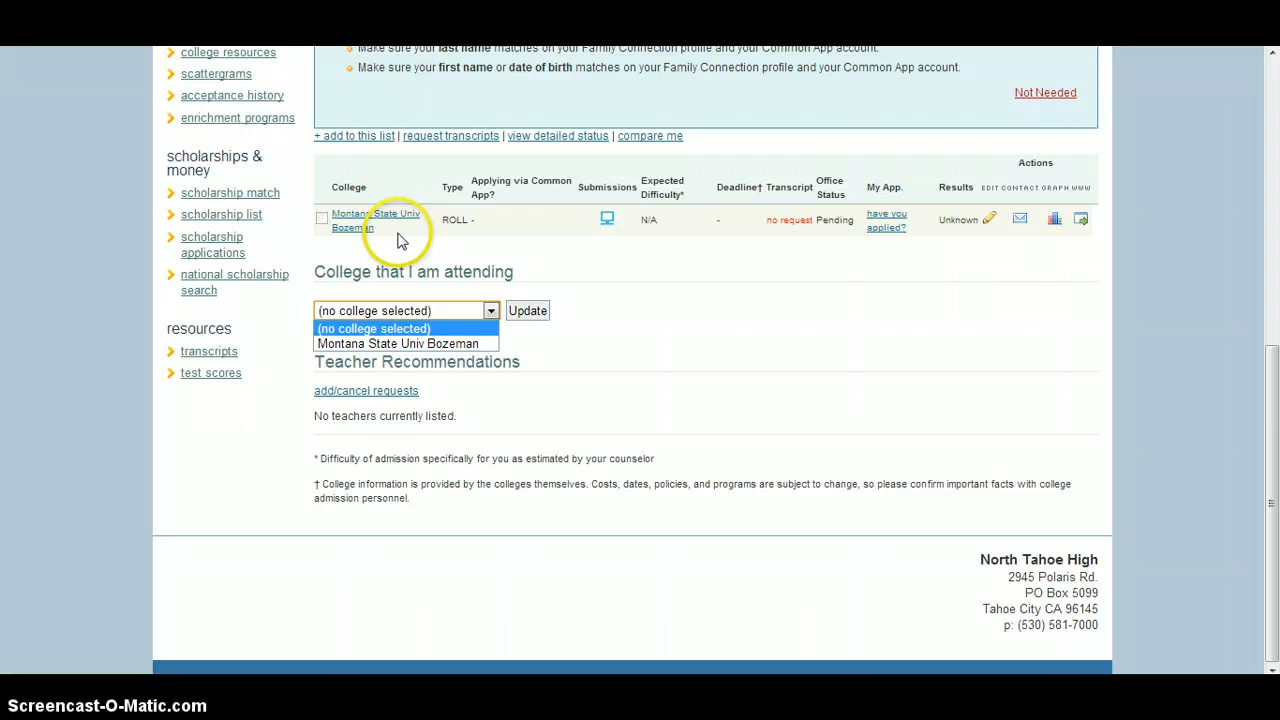 college resources
scattergrams
acceptance history
enrichment programs
scholarships &
money
scholarship match
scholarship list
scholarship
applications
national scholarship
search
resources
transcripts
test scores
Make sure your last name matches on your Family Connection profile and your Common App account.
Make sure your first name or date of birth matches on your Family Connection profile and your Common App account.
Not Needed
+ add to this list | request transcripts | view detailed status | compare me
Actions
College Type Applying via Common App? Submissions Expected Difficulty* Deadline† Transcript Office Status My App. Results EDIT CONTACT GRAPH WWW
Montana State Univ Bozeman ROLL - N/A - no request Pending have you applied? Unknown
College that I am attending
(no college selected) Update
(no college selected)
Montana State Univ Bozeman
Teacher Recommendations
add/cancel requests
No teachers currently listed.
* Difficulty of admission specifically for you as estimated by your counselor
† College information is provided by the colleges themselves. Costs, dates, policies, and programs are subject to change, so please confirm important facts with college
admission personnel.
North Tahoe High
2945 Polaris Rd.
PO Box 5099
Tahoe City CA 96145
p: (530) 581-7000
Screencast-O-Matic.com